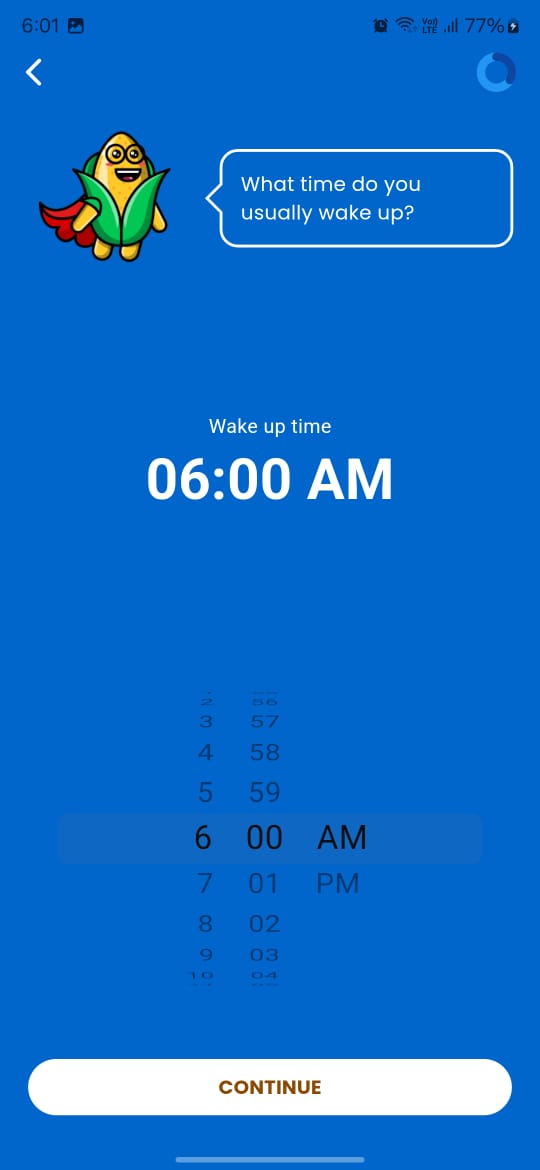 6:01
Vo)) LTE 77%
What time do you
usually wake up?
Wake up time
06:00 AM
2 56
3 57
4 58
5 59
6 00 AM
7 01 PM
8 02
9 03
10 04
CONTINUE